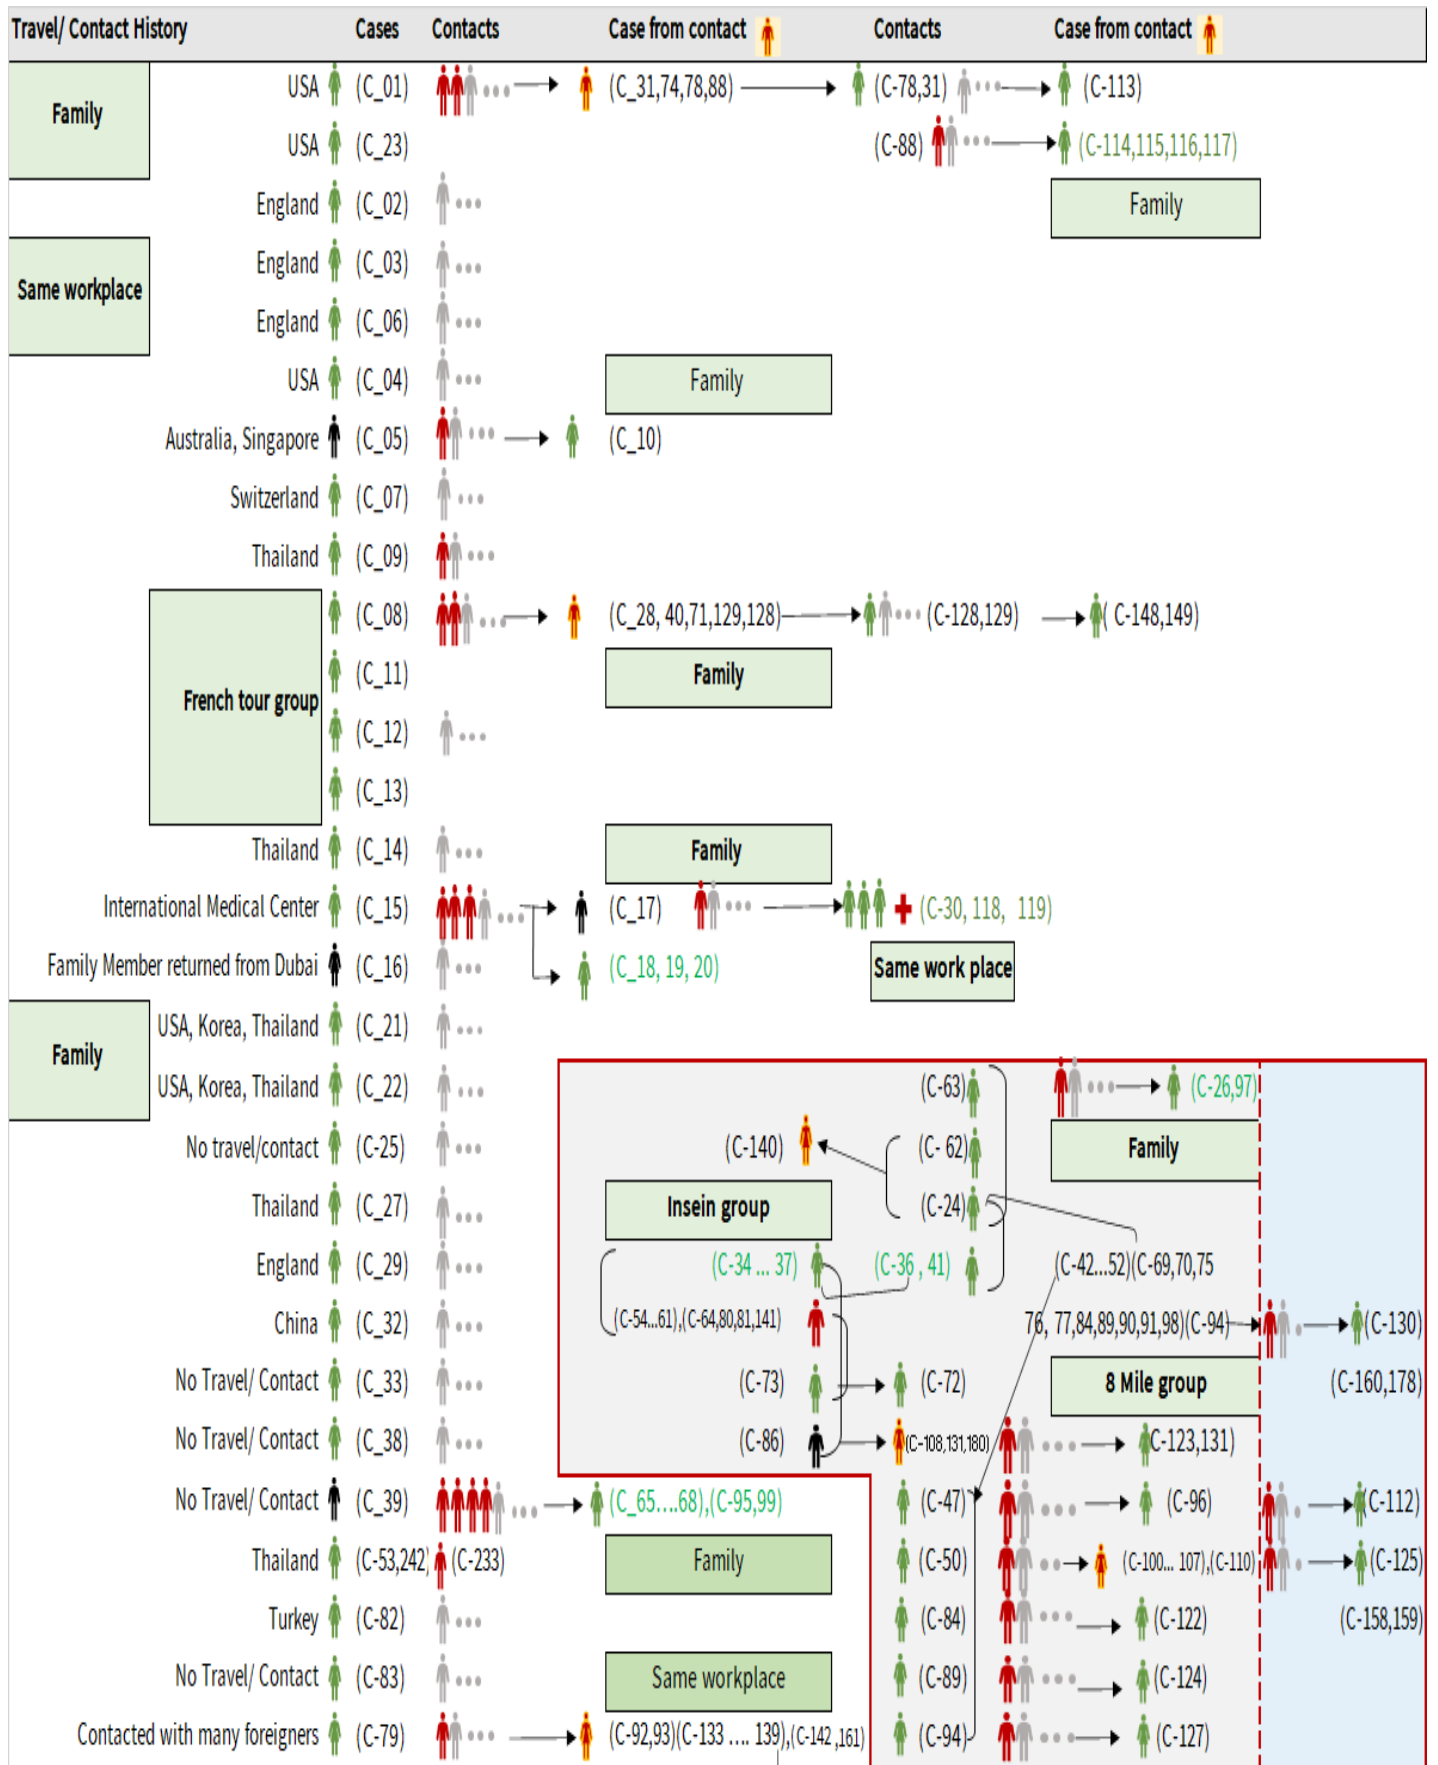 Travel/ Contact History Cases Contacts Case from contact Contacts Case from contact
Family
USA (C_01) (C_31,74,78,88) (C-78,31) (C-113)
USA (C_23) (C-88) (C-114,115,116,117)
England (C_02) Family
Same workplace
England (C_03)
England (C_06)
USA (C_04) Family
Australia, Singapore (C_05) (C_10)
Switzerland (C_07)
Thailand (C_09)
French tour group
(C_08) (C_28, 40,71,129,128) (C-128,129) ( C-148,149)
(C_11) Family
(C_12)
(C_13)
Thailand (C_14) Family
International Medical Center (C_15) (C_17) (C-30, 118, 119)
Family Member returned from Dubai (C_16) (C_18, 19, 20) Same work place
Family
USA, Korea, Thailand (C_21)
USA, Korea, Thailand (C_22) (C-63) (C-26,97)
No travel/contact (C-25) (C-140) (C- 62) Family
Thailand (C_27) Insein group (C-24)
England (C_29) (C-34 ... 37) (C-36 , 41) (C-42...52)(C-69,70,75
China (C_32) (C-54...61),(C-64,80,81,141) 76, 77,84,89,90,91,98)(C-94) (C-130)
No Travel/ Contact (C_33) (C-73) (C-72) 8 Mile group (C-160,178)
No Travel/ Contact (C_38) (C-86) (C-108,131,180) C-123,131)
No Travel/ Contact (C_39) (C_65....68),(C-95,99) (C-47) (C-96) (C-112)
Thailand (C-53,242) (C-233) Family (C-50) (C-100... 107),(C-110) (C-125)
Turkey (C-82) (C-84) (C-122) (C-158,159)
No Travel/ Contact (C-83) Same workplace (C-89) (C-124)
Contacted with many foreigners (C-79) (C-92,93)(C-133 .... 139),(C-142 ,161) (C-94) (C-127)